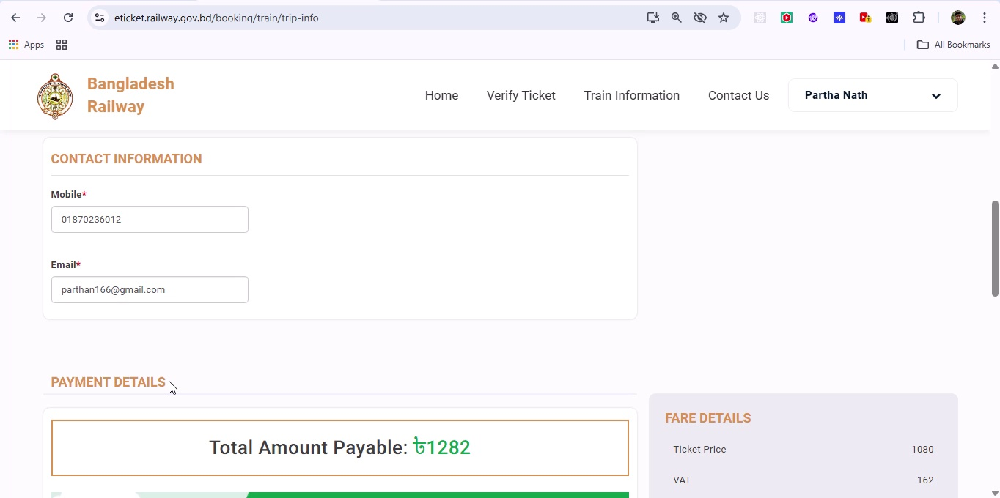 eticket.railway.gov.bd/booking/train/trip-info
Apps
All Bookmarks
Bangladesh
Railway
Home
Verify Ticket
Train Information
Contact Us
Partha Nath
CONTACT INFORMATION
Mobile*
01870236012
Email*
parthan166@gmail.com
PAYMENT DETAILS
Total Amount Payable: ৳1282
FARE DETAILS
Ticket Price 1080
VAT 162